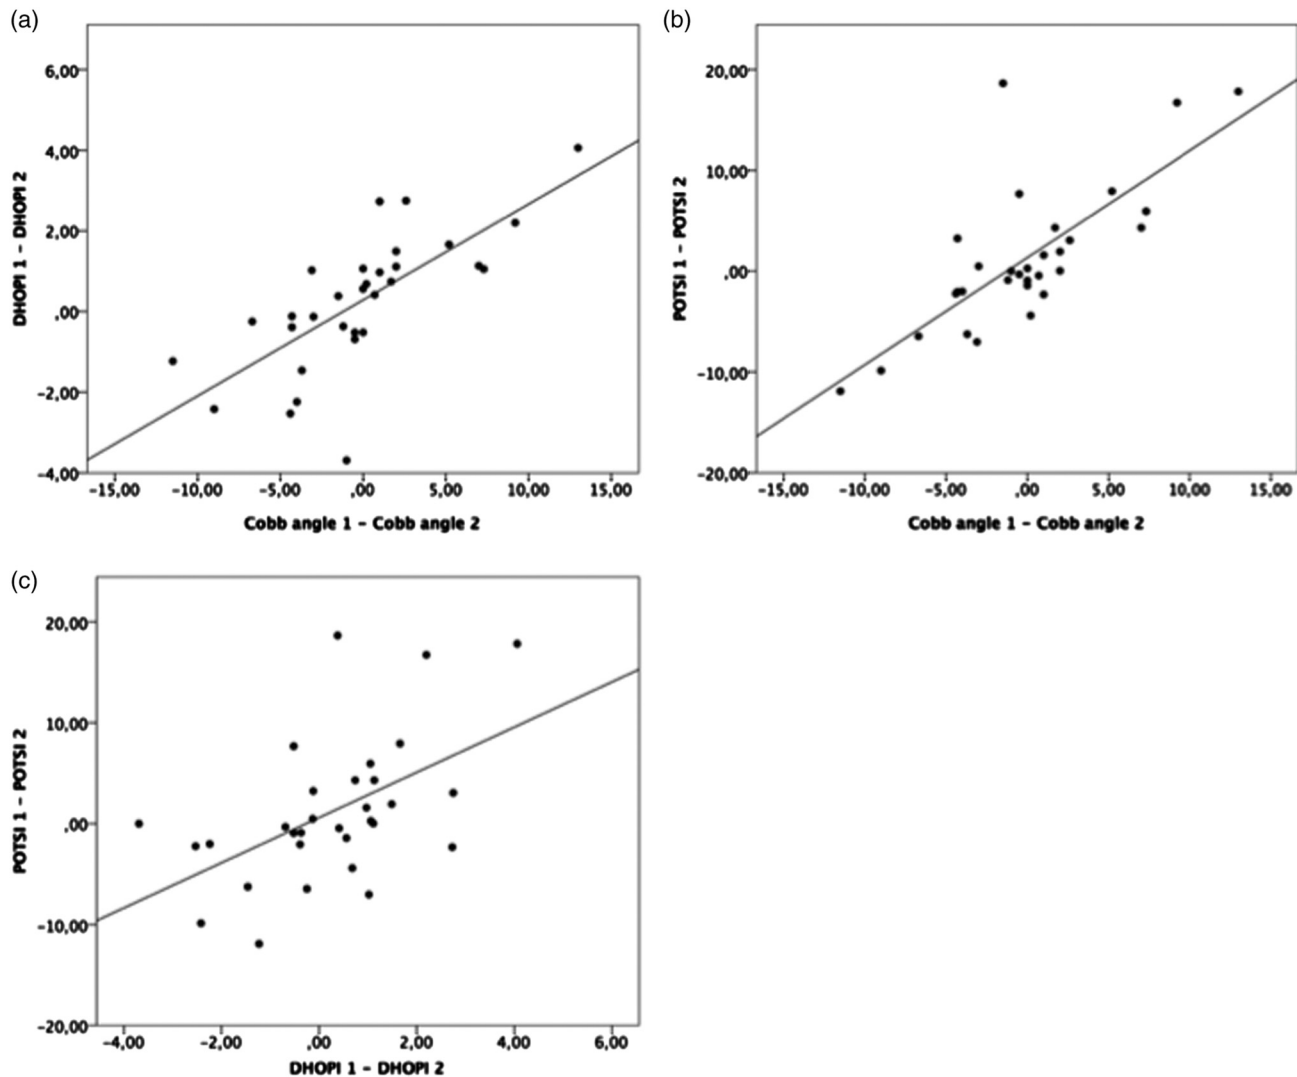 (a)
6,00
4,00
2,00
,00
−2,00
−4,00
DHOPI 1 − DHOPI 2
−15,00 −10,00 −5,00 ,00 5,00 10,00 15,00
Cobb angle 1 − Cobb angle 2
(b)
20,00
10,00
,00
−10,00
−20,00
POTSI 1 − POTSI 2
−15,00 −10,00 −5,00 ,00 5,00 10,00 15,00
Cobb angle 1 − Cobb angle 2
(c)
20,00
10,00
,00
−10,00
−20,00
POTSI 1 − POTSI 2
−4,00 −2,00 ,00 2,00 4,00 6,00
DHOPI 1 − DHOPI 2